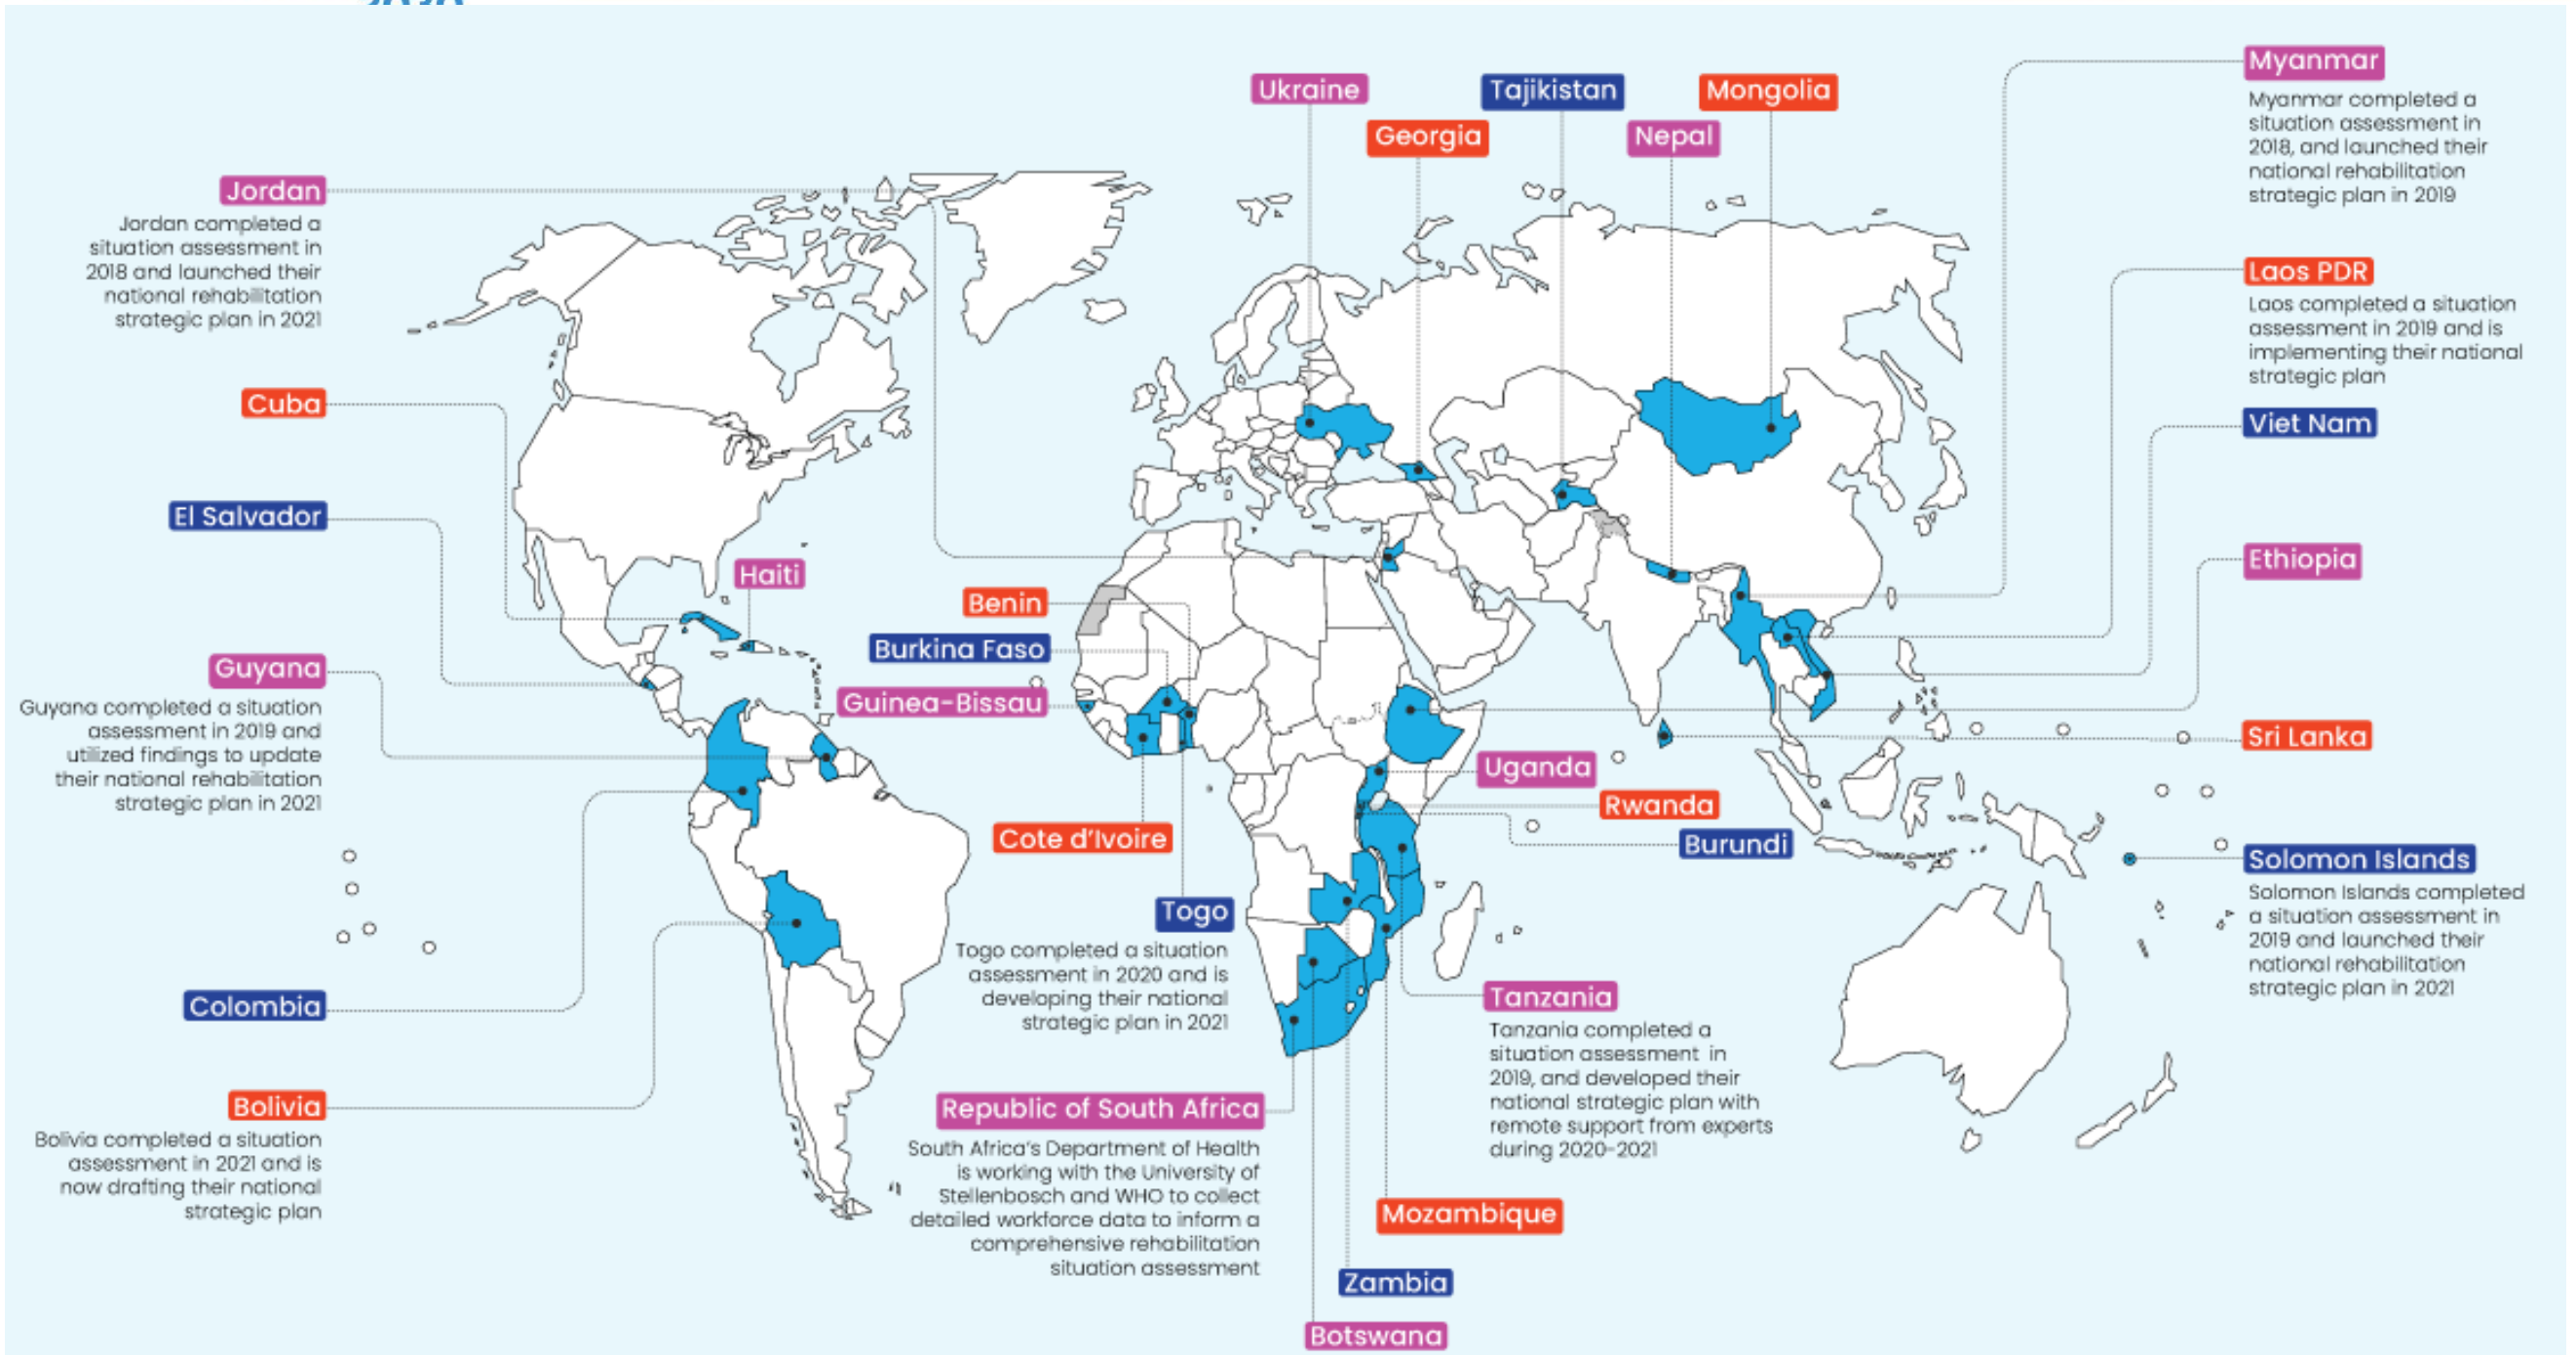 Ukraine
Georgia
Tajikistan
Nepal
Mongolia
Myanmar
Myanmar completed a
situation assessment in
2018, and launched their
national rehabilitation
strategic plan in 2019
Jordan
Jordan completed a
situation assessment in
2018 and launched their
national rehabilitation
strategic plan in 2021
Laos PDR
Laos completed a situation
assessment in 2019 and is
implementing their national
strategic plan
Cuba
Viet Nam
El Salvador
Ethiopia
Haiti
Benin
Burkina Faso
Guinea-Bissau
Guyana
Guyana completed a situation
assessment in 2019 and
utilized findings to update
their national rehabilitation
strategic plan in 2021
Sri Lanka
Uganda
Rwanda
Burundi
Cote d'Ivoire
Solomon Islands
Solomon Islands completed
a situation assessment in
2019 and launched their
national rehabilitation
strategic plan in 2021
Togo
Togo completed a situation
assessment in 2020 and is
developing their national
strategic plan in 2021
Colombia
Tanzania
Tanzania completed a
situation assessment in
2019, and developed their
national strategic plan with
remote support from experts
during 2020-2021
Bolivia
Bolivia completed a situation
assessment in 2021 and is
now drafting their national
strategic plan
Republic of South Africa
South Africa's Department of Health
is working with the University of
Stellenbosch and WHO to collect
detailed workforce data to inform a
comprehensive rehabilitation
situation assessment
Mozambique
Zambia
Botswana